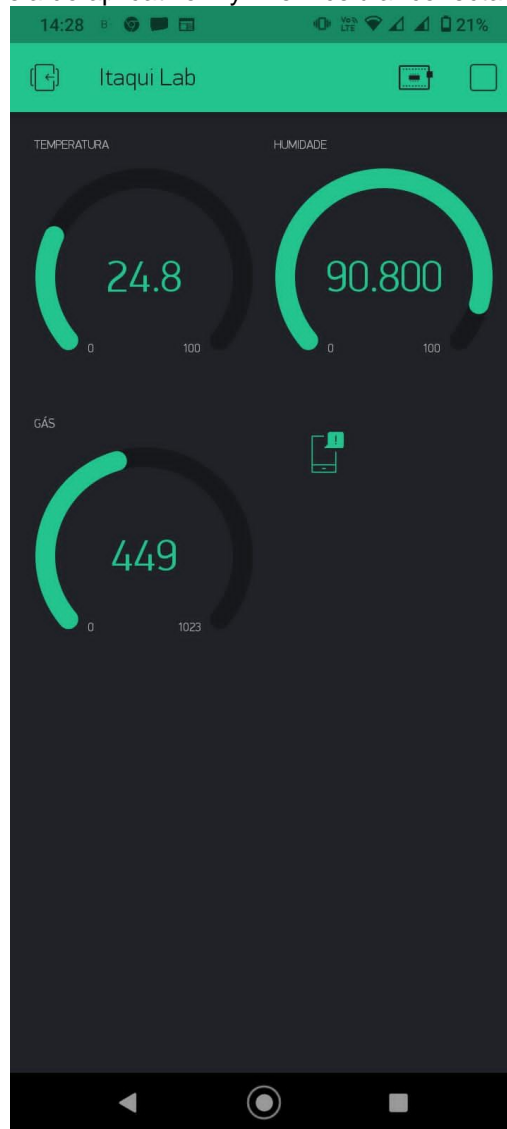 14:28 B 21%
Itaqui Lab
TEMPERATURA
24.8
0 100
HUMIDADE
90.800
0 100
GÁS
449
0 1023